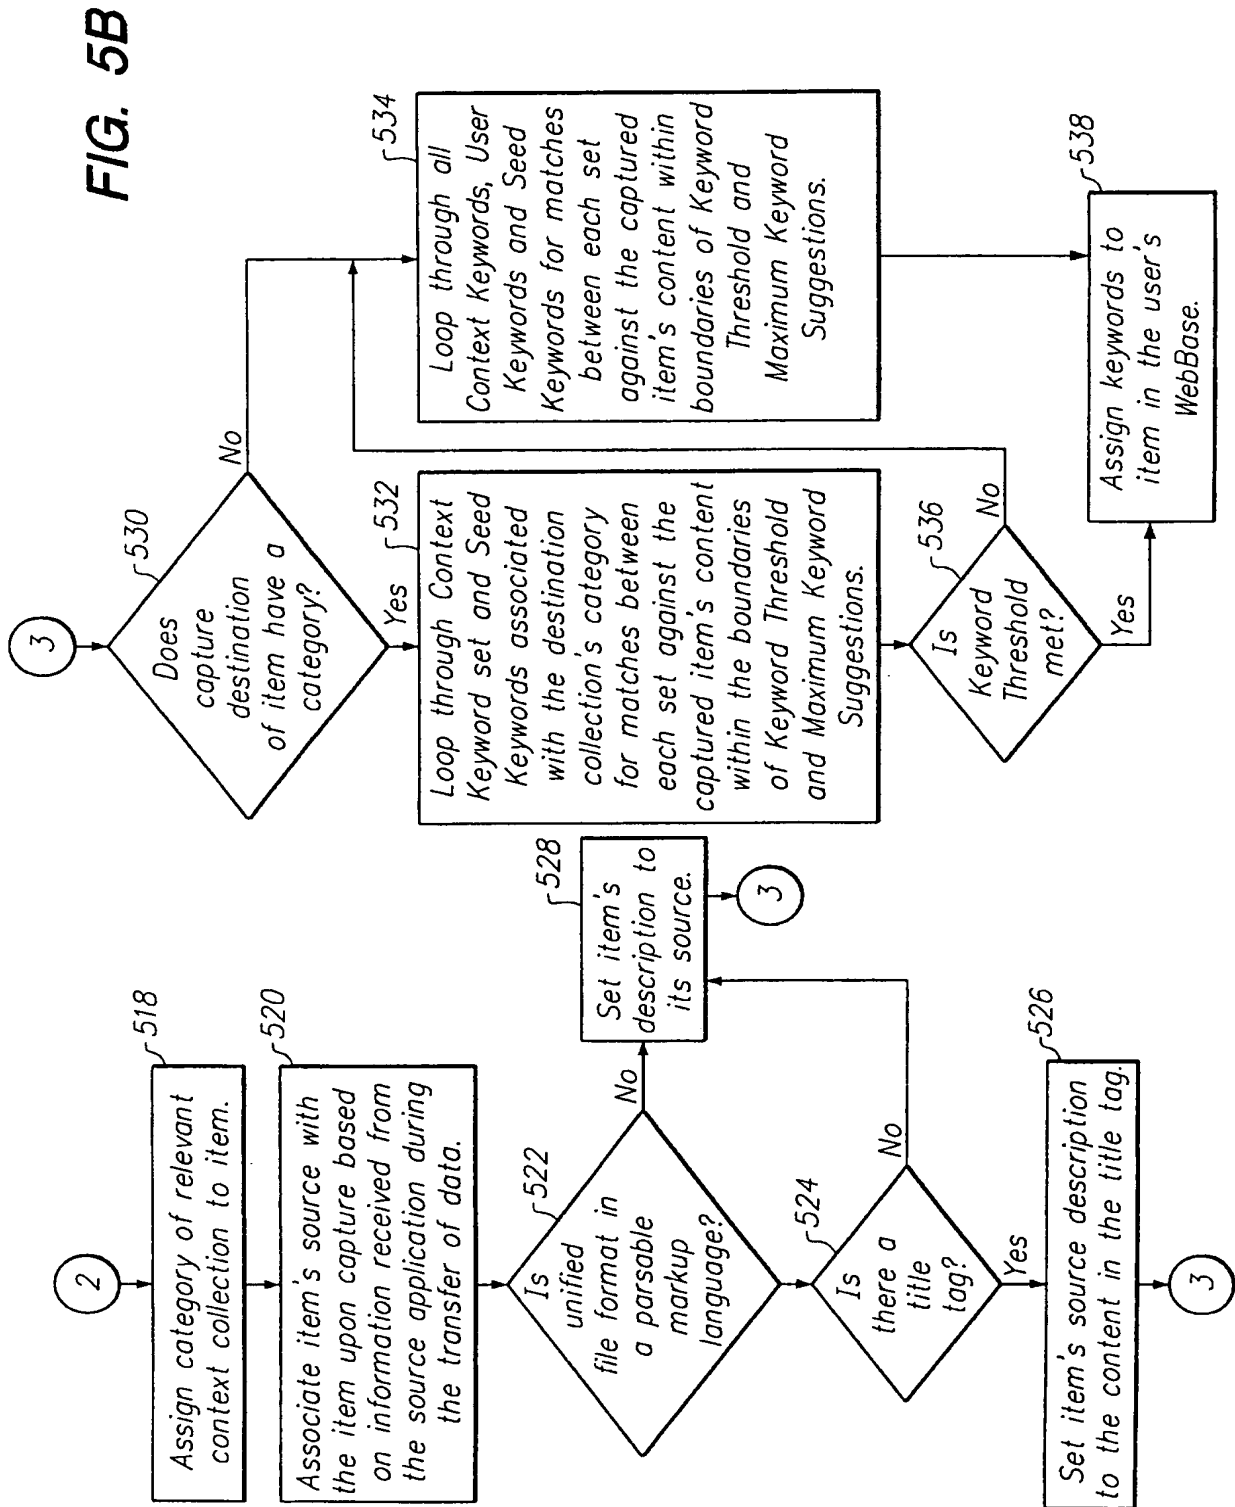 FIG. 5B
2
518
Assign category of relevant
context collection to item.
520
Associate item's source with
the item upon capture based
on information received from
the source application during
the transfer of data.
522
Is
unified
file format in
a parsable
markup
language?
No
528
Set item's
description to
its source.
3
524
Is
there a
title
tag?
No
Yes
526
Set item's source description
to the content in the title tag.
3
3
530
Does
capture
destination
of item have a
category?
No
Yes
532
Loop through Context
Keyword set and Seed
Keywords associated
with the destination
collection's category
for matches between
each set against the
captured item's content
within the boundaries
of Keyword Threshold
and Maximum Keyword
Suggestions.
534
Loop through all
Context Keywords, User
Keywords and Seed
Keywords for matches
between each set
against the captured
item's content within
boundaries of Keyword
Threshold and
Maximum Keyword
Suggestions.
536
Is
Keyword
Threshold
met?
No
Yes
538
Assign keywords to
item in the user's
WebBase.